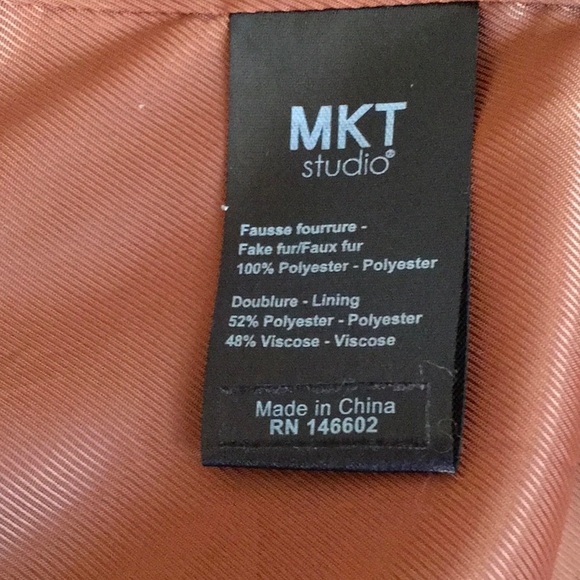 MKT
studio®
Fausse fourrure -
Fake fur/Faux fur
100% Polyester - Polyester
Doublure - Lining
52% Polyester - Polyester
48% Viscose - Viscose
Made in China
RN 146602